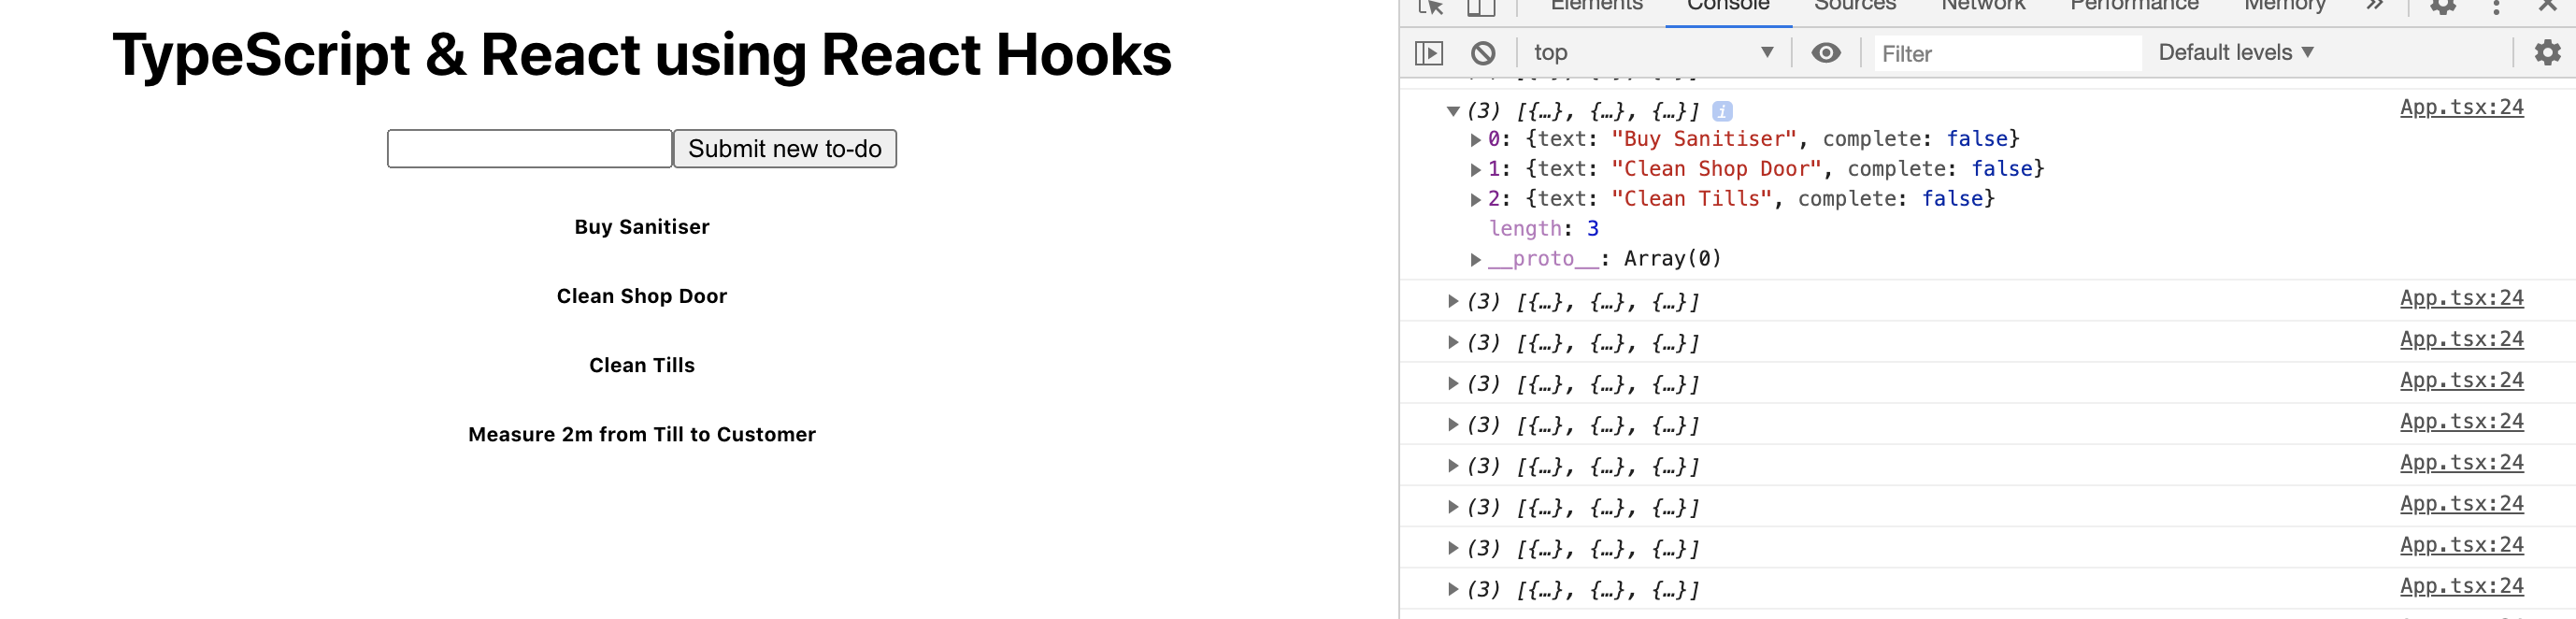 TypeScript & React using React Hooks
Submit new to-do
Buy Sanitiser
Clean Shop Door
Clean Tills
Measure 2m from Till to Customer
Elements Console Sources Network Performance Memory »
top ▼ Filter Default levels ▼
▼ (3) [{…}, {…}, {…}] i App.tsx:24
▶ 0: {text: "Buy Sanitiser", complete: false}
▶ 1: {text: "Clean Shop Door", complete: false}
▶ 2: {text: "Clean Tills", complete: false}
length: 3
▶ __proto__: Array(0)
▶ (3) [{…}, {…}, {…}] App.tsx:24
▶ (3) [{…}, {…}, {…}] App.tsx:24
▶ (3) [{…}, {…}, {…}] App.tsx:24
▶ (3) [{…}, {…}, {…}] App.tsx:24
▶ (3) [{…}, {…}, {…}] App.tsx:24
▶ (3) [{…}, {…}, {…}] App.tsx:24
▶ (3) [{…}, {…}, {…}] App.tsx:24
▶ (3) [{…}, {…}, {…}] App.tsx:24